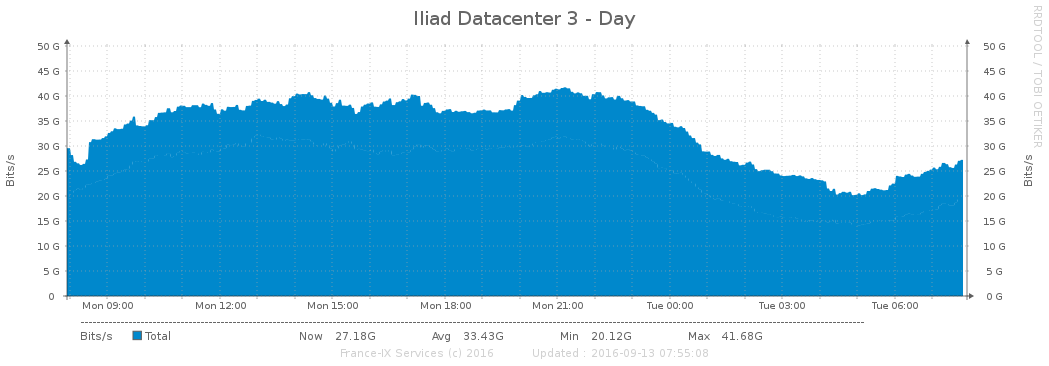 Iliad Datacenter 3 - Day
RRDTOOL / TOBI OETIKER
Bits/s
50 G 50 G
45 G 45 G
40 G 40 G
35 G 35 G
30 G 30 G
25 G 25 G
20 G 20 G
15 G 15 G
10 G 10 G
5 G 5 G
0 0 G
Bits/s
Mon 09:00 Mon 12:00 Mon 15:00 Mon 18:00 Mon 21:00 Tue 00:00 Tue 03:00 Tue 06:00
Bits/s Total Now 27.18G Avg 33.43G Min 20.12G Max 41.68G
France-IX Services (c) 2016 Updated : 2016-09-13 07:55:08